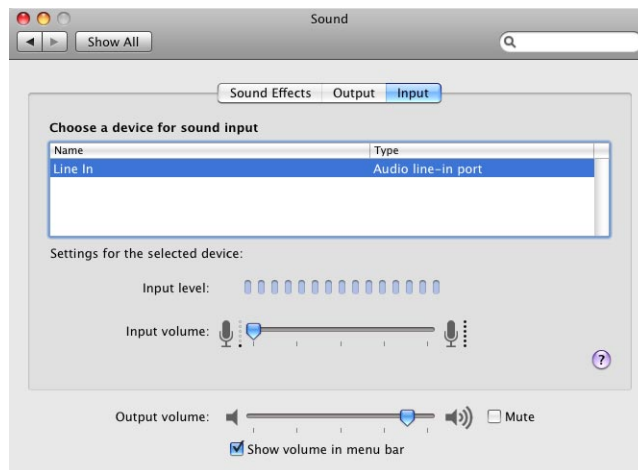 Sound
Show All
Sound Effects Output Input
Choose a device for sound input
Name Type
Line In Audio line-in port
Settings for the selected device:
Input level:
Input volume:
?
Output volume: Mute
Show volume in menu bar